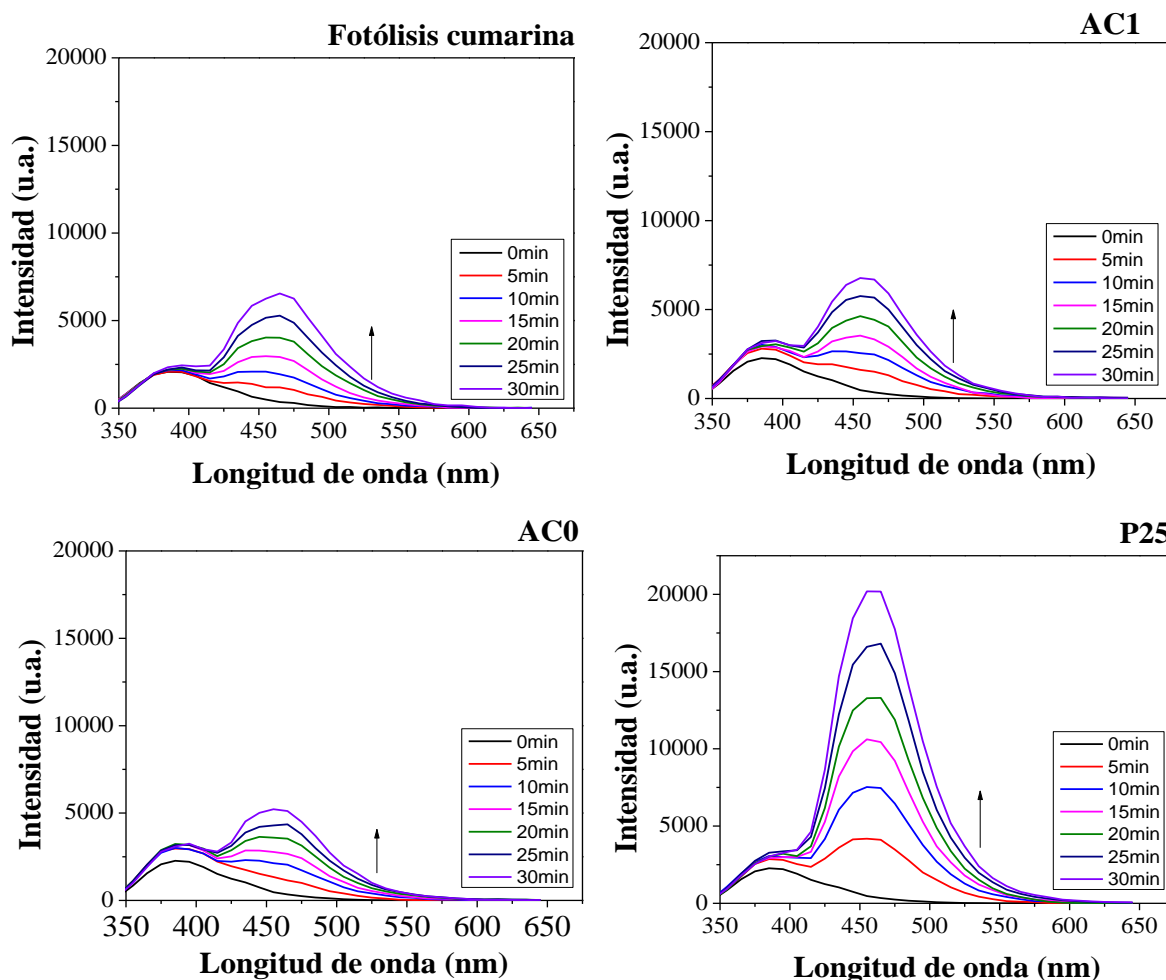 Fotólisis cumarina
20000
15000
10000
5000
0
Intensidad (u.a.)
0min
5min
10min
15min
20min
25min
30min
350 400 450 500 550 600 650
Longitud de onda (nm)
AC1
20000
15000
10000
5000
0
Intensidad (u.a.)
0min
5min
10min
15min
20min
25min
30min
350 400 450 500 550 600 650
Longitud de onda (nm)
AC0
20000
15000
10000
5000
0
Intensidad (u.a.)
0min
5min
10min
15min
20min
25min
30min
350 400 450 500 550 600 650
Longitud de onda (nm)
P25
20000
15000
10000
5000
0
Intensidad (u.a.)
0min
5min
10min
15min
20min
25min
30min
350 400 450 500 550 600 650
Longitud de onda (nm)